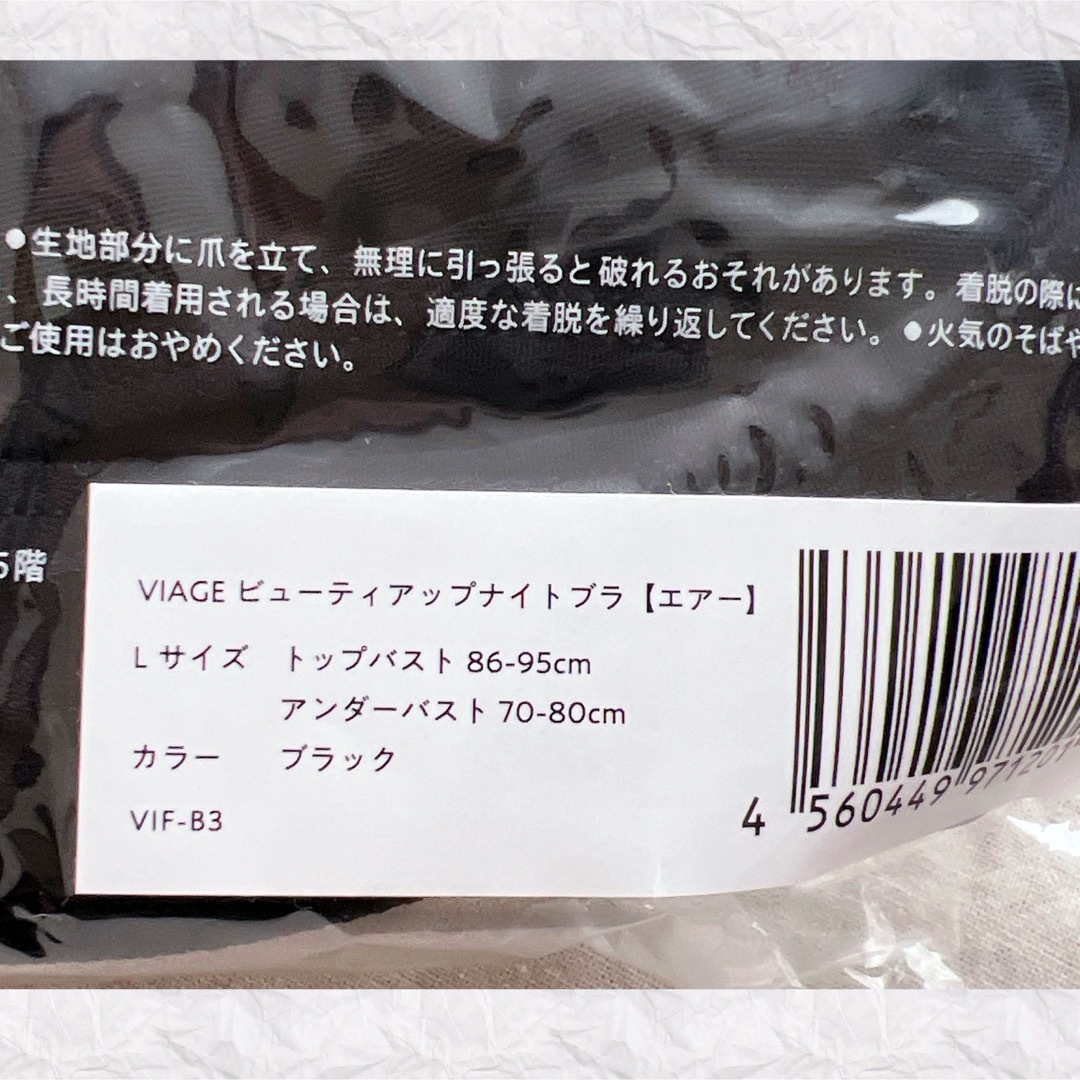 ●生地部分に爪を立て、無理に引っ張ると破れるおそれがあります。着脱の際に
、長時間着用される場合は、適度な着脱を繰り返してください。●火気のそばや
ご使用はおやめください。
5階
VIAGE ビューティアップナイトブラ【エアー】
L サイズ トップバスト 86-95cm
アンダーバスト 70-80cm
カラー ブラック
VIF-B3
4 560449 971201